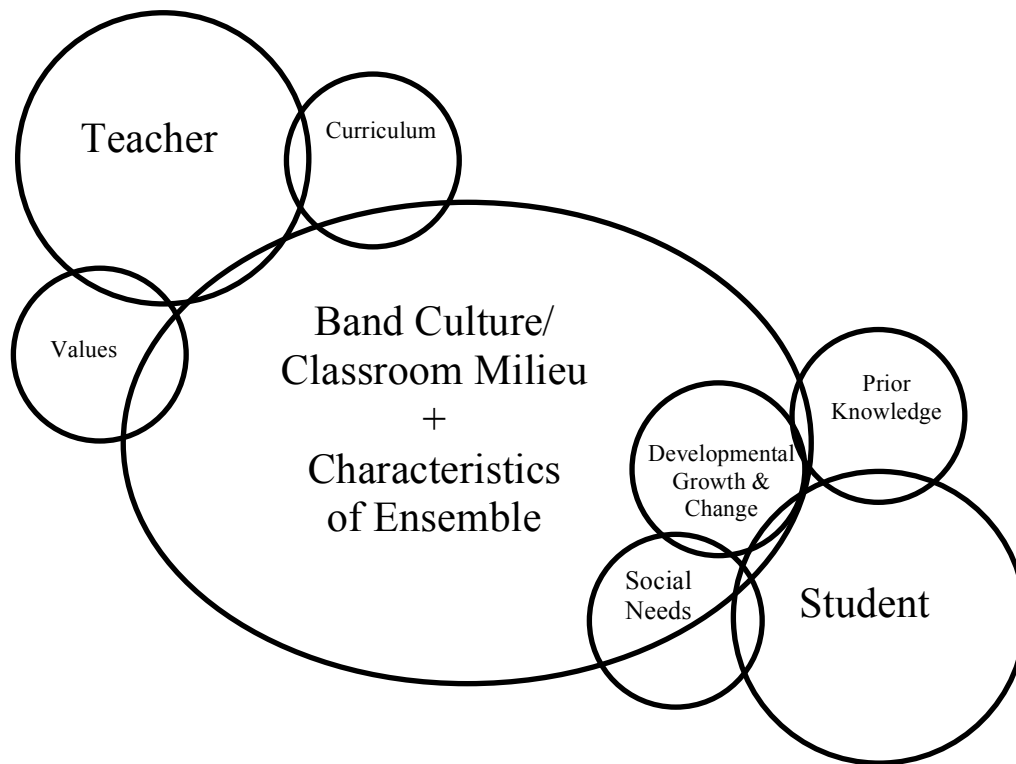 Teacher
Curriculum
Values
Band Culture/
Classroom Milieu
+
Characteristics
of Ensemble
Prior
Knowledge
Developmental
Growth &
Change
Social
Needs
Student